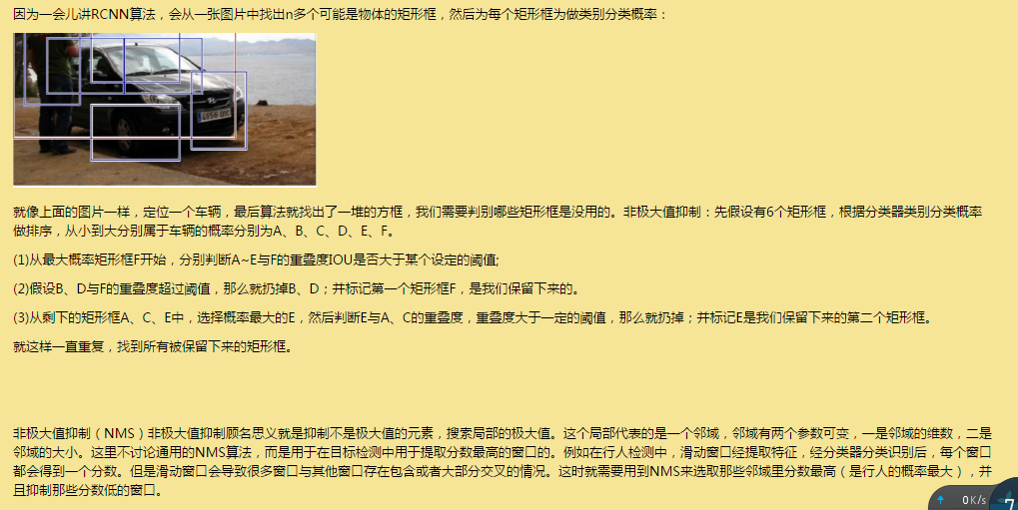 因为一会儿讲RCNN算法，会从一张图片中找出n多个可能是物体的矩形框，然后为每个矩形框为做类别分类概率：
就像上面的图片一样，定位一个车辆，最后算法就找出了一堆的方框，我们需要判别哪些矩形框是没用的。非极大值抑制：先假设有6个矩形框，根据分类器类别分类概率
做排序，从小到大分别属于车辆的概率分别为A、B、C、D、E、F。
(1)从最大概率矩形框F开始，分别判断A~E与F的重叠度IOU是否大于某个设定的阈值;
(2)假设B、D与F的重叠度超过阈值，那么就扔掉B、D；并标记第一个矩形框F，是我们保留下来的。
(3)从剩下的矩形框A、C、E中，选择概率最大的E，然后判断E与A、C的重叠度，重叠度大于一定的阈值，那么就扔掉；并标记E是我们保留下来的第二个矩形框。
就这样一直重复，找到所有被保留下来的矩形框。
非极大值抑制（NMS）非极大值抑制顾名思义就是抑制不是极大值的元素，搜索局部的极大值。这个局部代表的是一个邻域，邻域有两个参数可变，一是邻域的维数，二是
邻域的大小。这里不讨论通用的NMS算法，而是用于在目标检测中用于提取分数最高的窗口的。例如在行人检测中，滑动窗口经提取特征，经分类器分类识别后，每个窗口
都会得到一个分数。但是滑动窗口会导致很多窗口与其他窗口存在包含或者大部分交叉的情况。这时就需要用到NMS来选取那些邻域里分数最高（是行人的概率最大），并
且抑制那些分数低的窗口。
0K/s
7